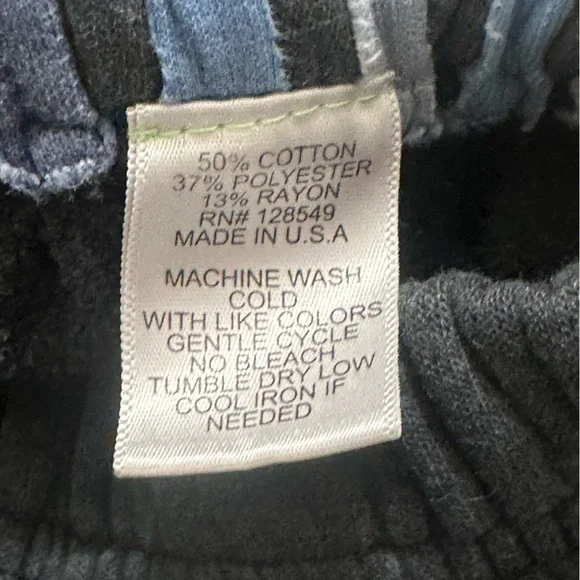 50% COTTON
37% POLYESTER
13% RAYON
RN# 128549
MADE IN U.S.A
MACHINE WASH
COLD
WITH LIKE COLORS
GENTLE CYCLE
NO BLEACH
TUMBLE DRY LOW
COOL IRON IF
NEEDED